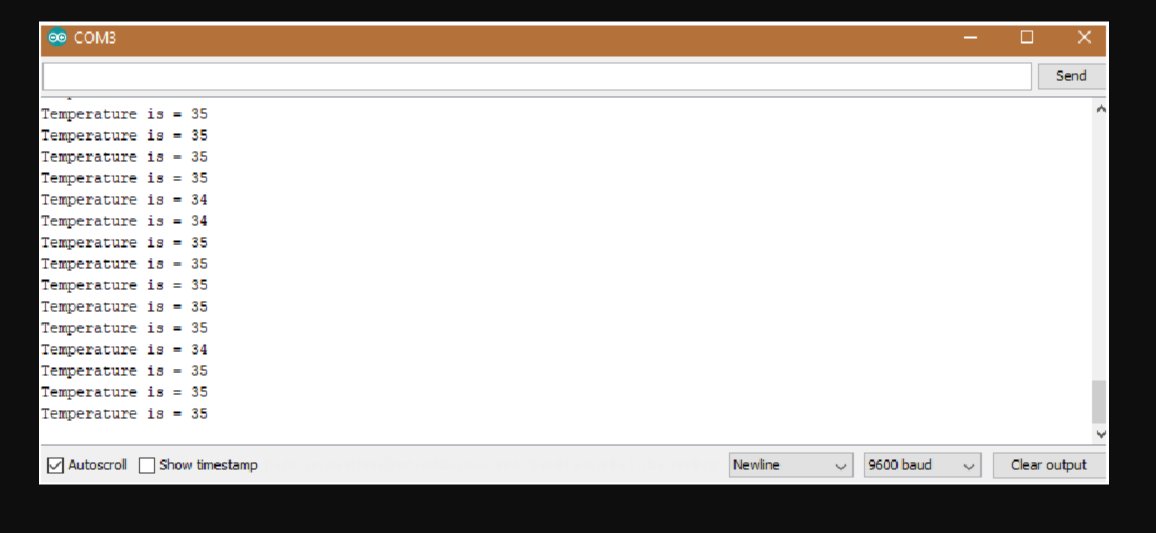 COM3
Send
Temperature is = 35
Temperature is = 35
Temperature is = 35
Temperature is = 35
Temperature is = 34
Temperature is = 34
Temperature is = 35
Temperature is = 35
Temperature is = 35
Temperature is = 35
Temperature is = 35
Temperature is = 34
Temperature is = 35
Temperature is = 35
Temperature is = 35
Autoscroll Show timestamp Newline 9600 baud Clear output